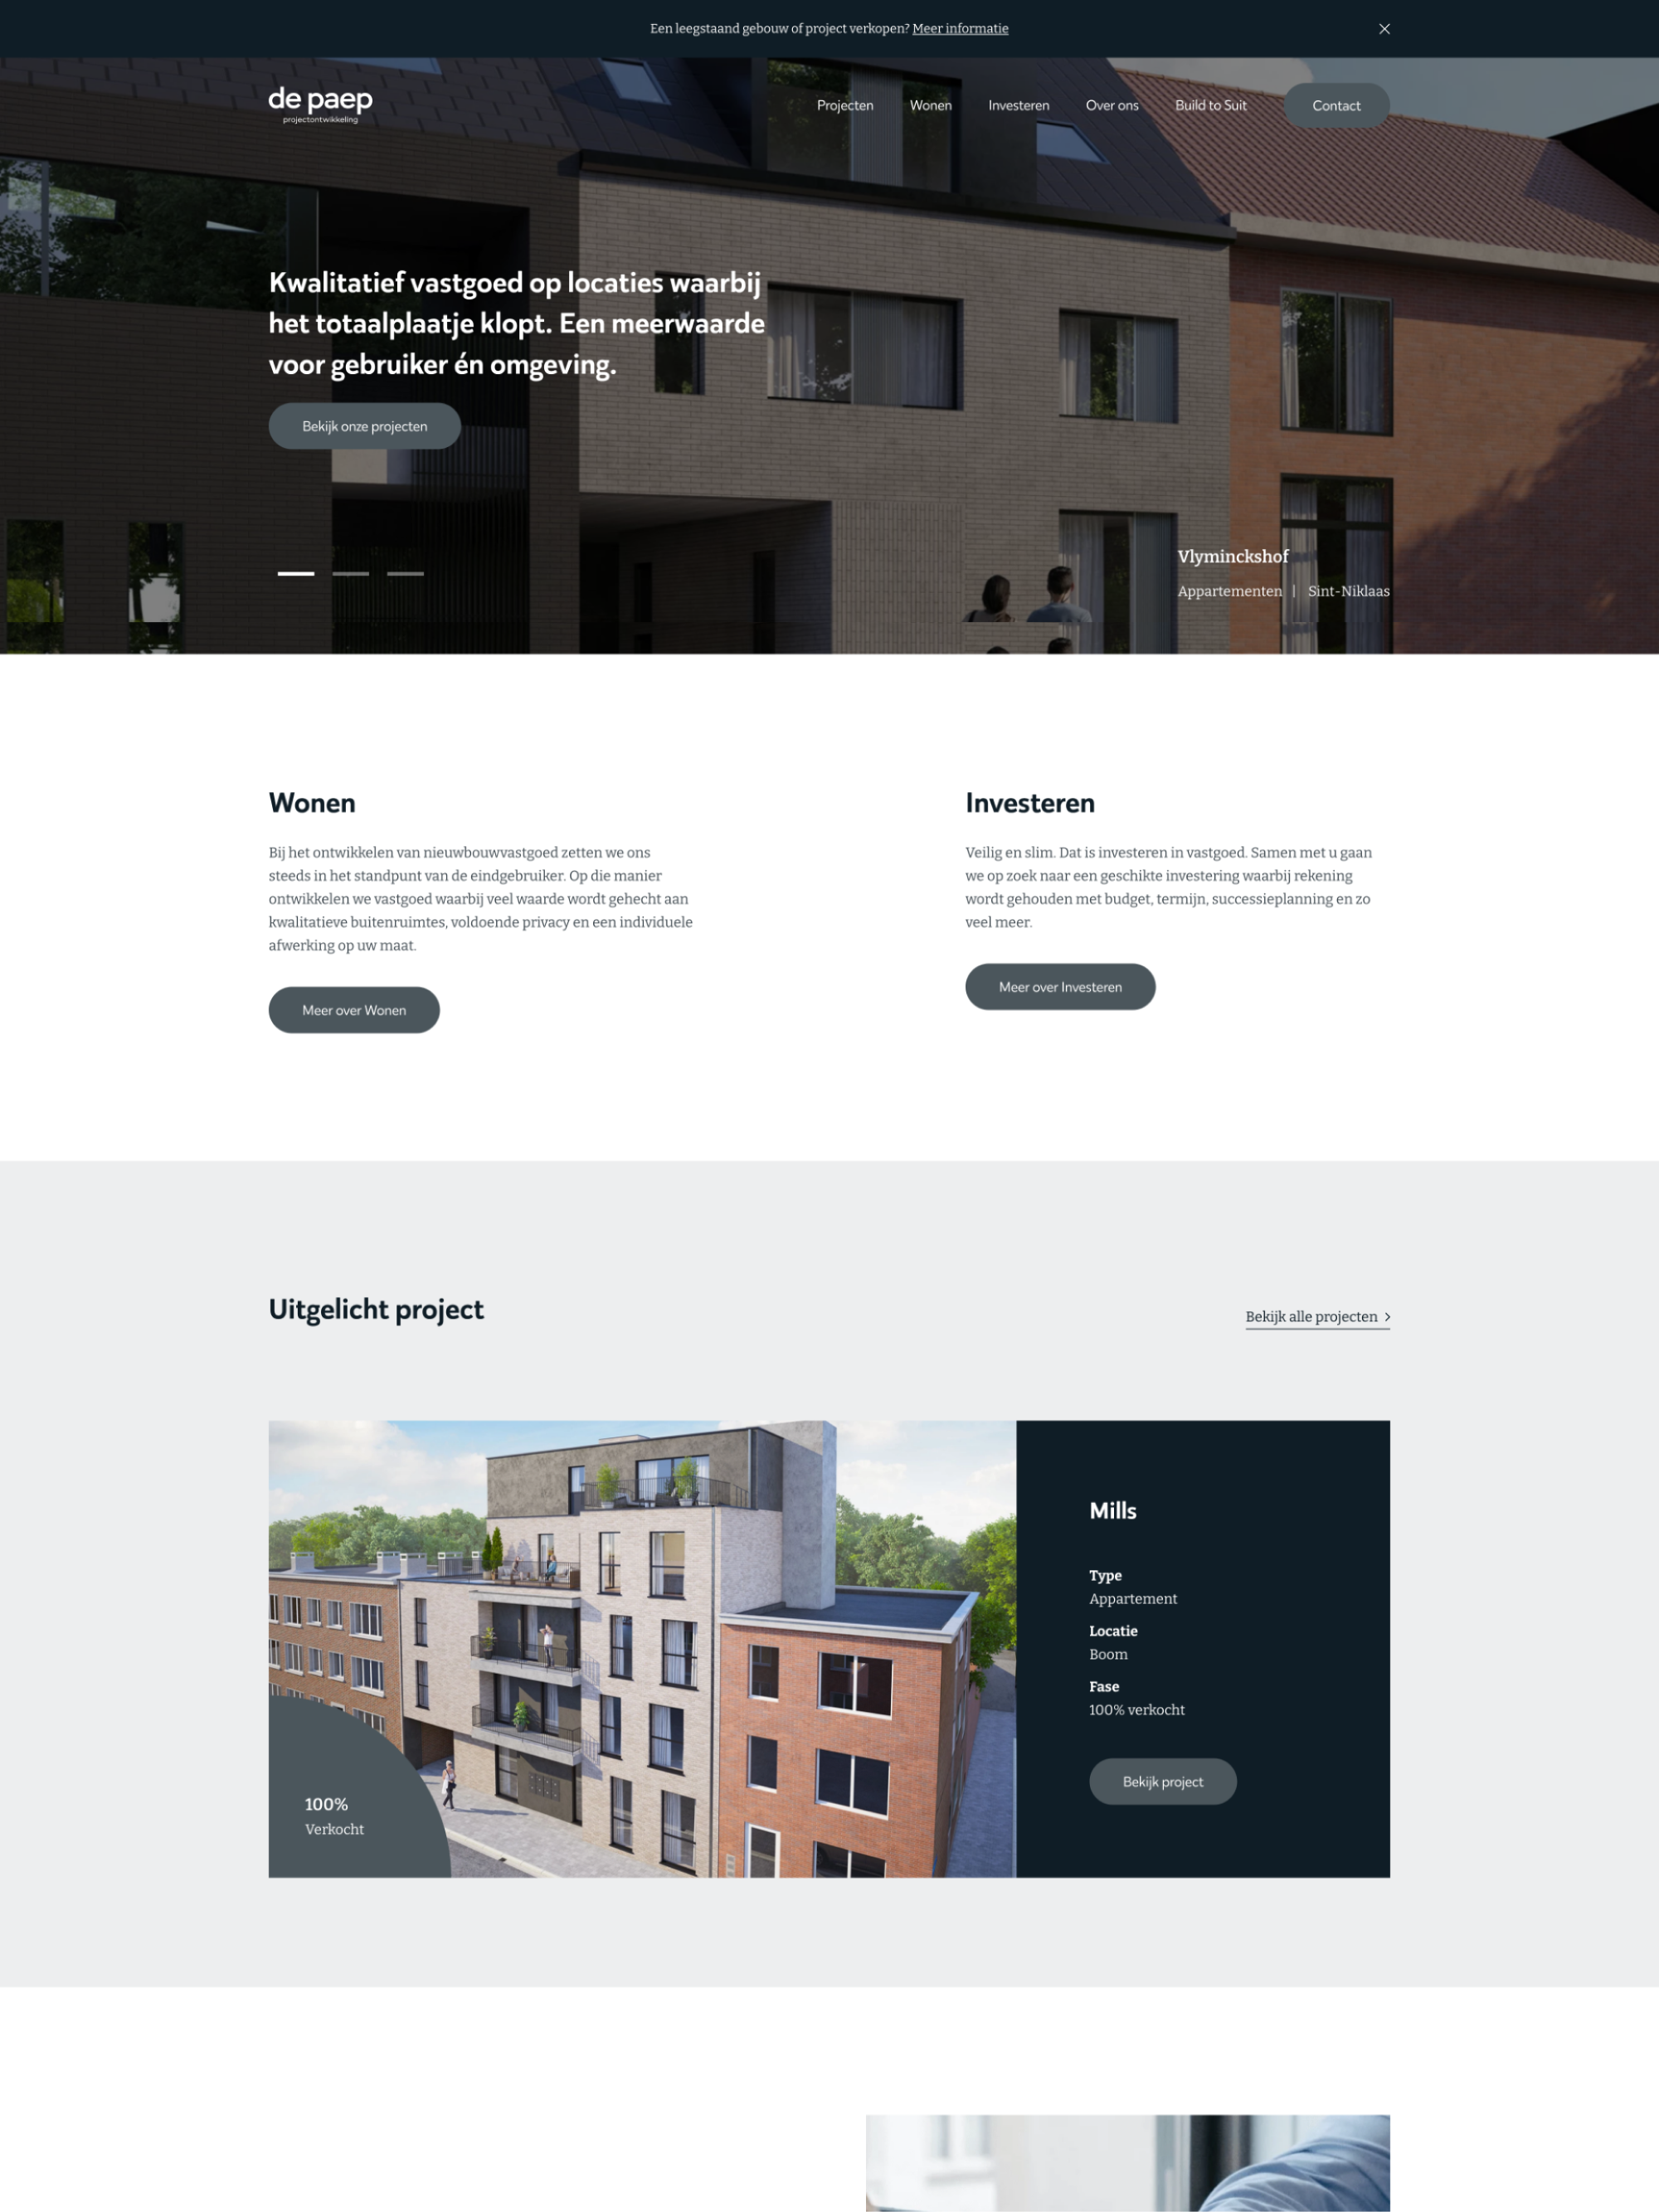 Een leegstaand gebouw of project verkopen? Meer informatie
de paep
projectontwikkeling
Projecten
Wonen
Investeren
Over ons
Build to Suit
Contact
Kwalitatief vastgoed op locaties waarbij
het totaalplaatje klopt. Een meerwaarde
voor gebruiker én omgeving.
Bekijk onze projecten
Vlyminckshof
Appartementen | Sint-Niklaas
Wonen
Bij het ontwikkelen van nieuwbouwvastgoed zetten we ons
steeds in het standpunt van de eindgebruiker. Op die manier
ontwikkelen we vastgoed waarbij veel waarde wordt gehecht aan
kwalitatieve buitenruimtes, voldoende privacy en een individuele
afwerking op uw maat.
Meer over Wonen
Investeren
Veilig en slim. Dat is investeren in vastgoed. Samen met u gaan
we op zoek naar een geschikte investering waarbij rekening
wordt gehouden met budget, termijn, successieplanning en zo
veel meer.
Meer over Investeren
Uitgelicht project
Bekijk alle projecten
100%
Verkocht
Mills
Type
Appartement
Locatie
Boom
Fase
100% verkocht
Bekijk project